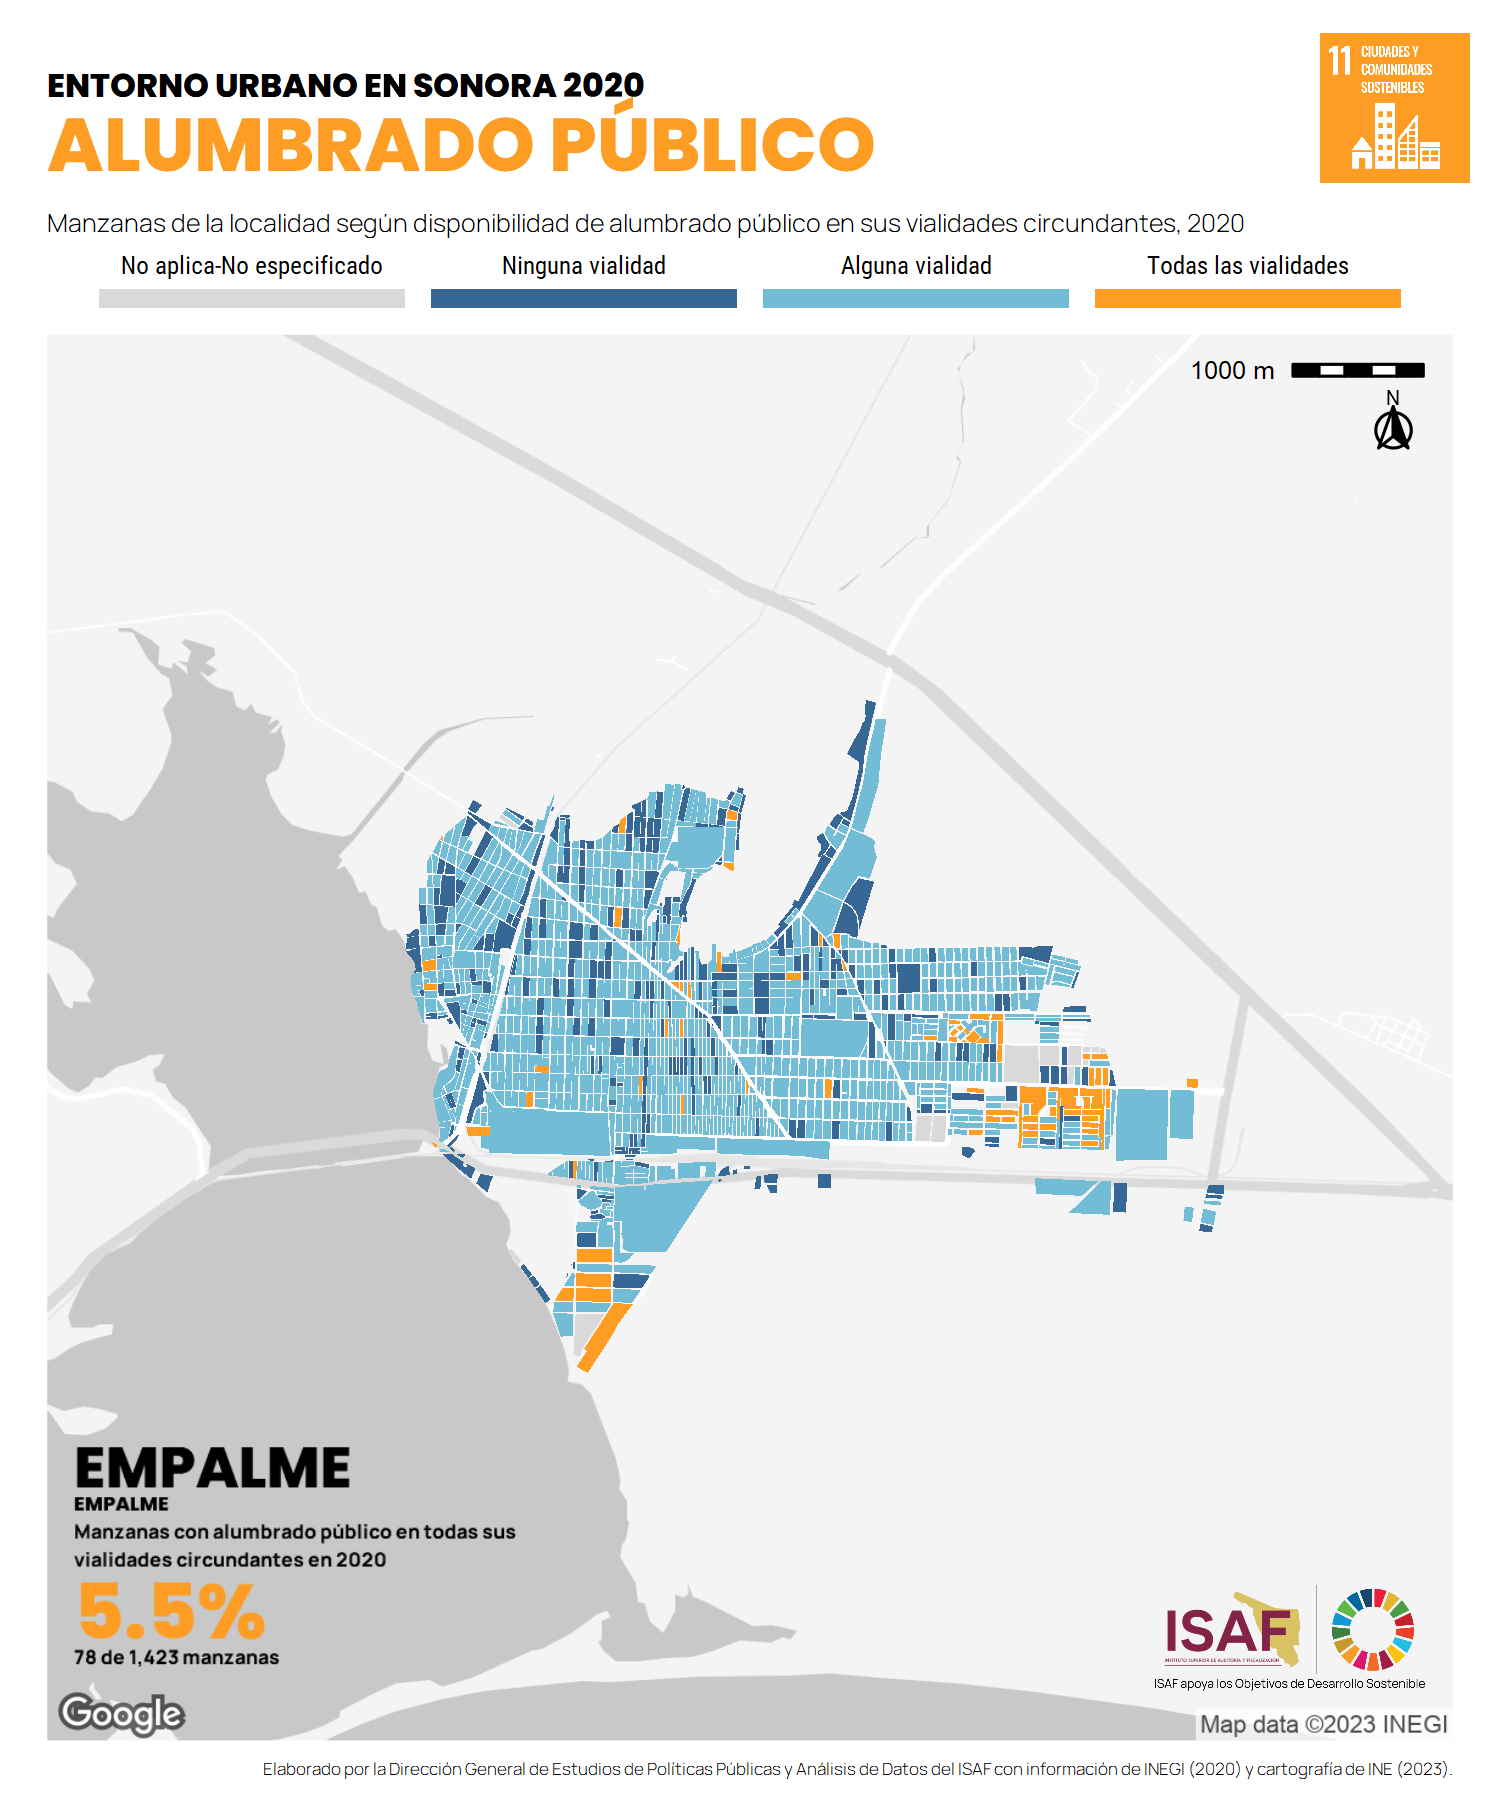 ENTORNO URBANO EN SONORA 2020
ALUMBRADO PÚBLICO
11 CIUDADES Y
COMUNIDADES
SOSTENIBLES
Manzanas de la localidad según disponibilidad de alumbrado público en sus vialidades circundantes, 2020
No aplica-No especificado
Ninguna vialidad
Alguna vialidad
Todas las vialidades
1000 m
N
EMPALME
EMPALME
Manzanas con alumbrado público en todas sus
vialidades circundantes en 2020
5.5%
78 de 1,423 manzanas
Google
ISAF
INSTITUTO SUPERIOR DE AUDITORÍA Y FISCALIZACIÓN
ISAF apoya los Objetivos de Desarrollo Sostenible
Map data ©2023 INEGI
Elaborado por la Dirección General de Estudios de Políticas Públicas y Análisis de Datos del ISAF con información de INEGI (2020) y cartografía de INE (2023).